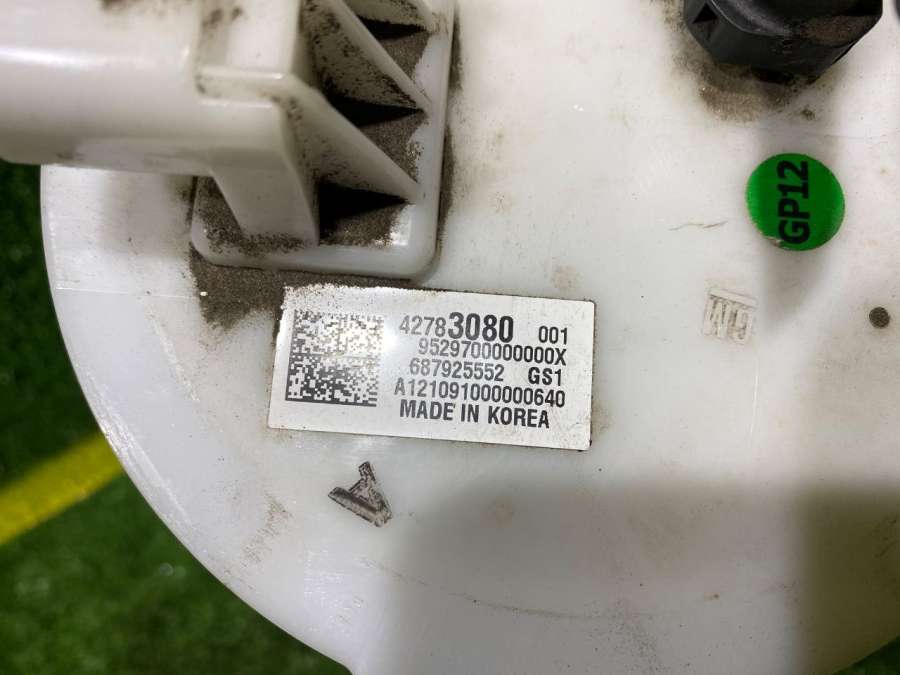 GP12
42783080 001
9529700000000X
687925552 GS1
A121091000000640
MADE IN KOREA